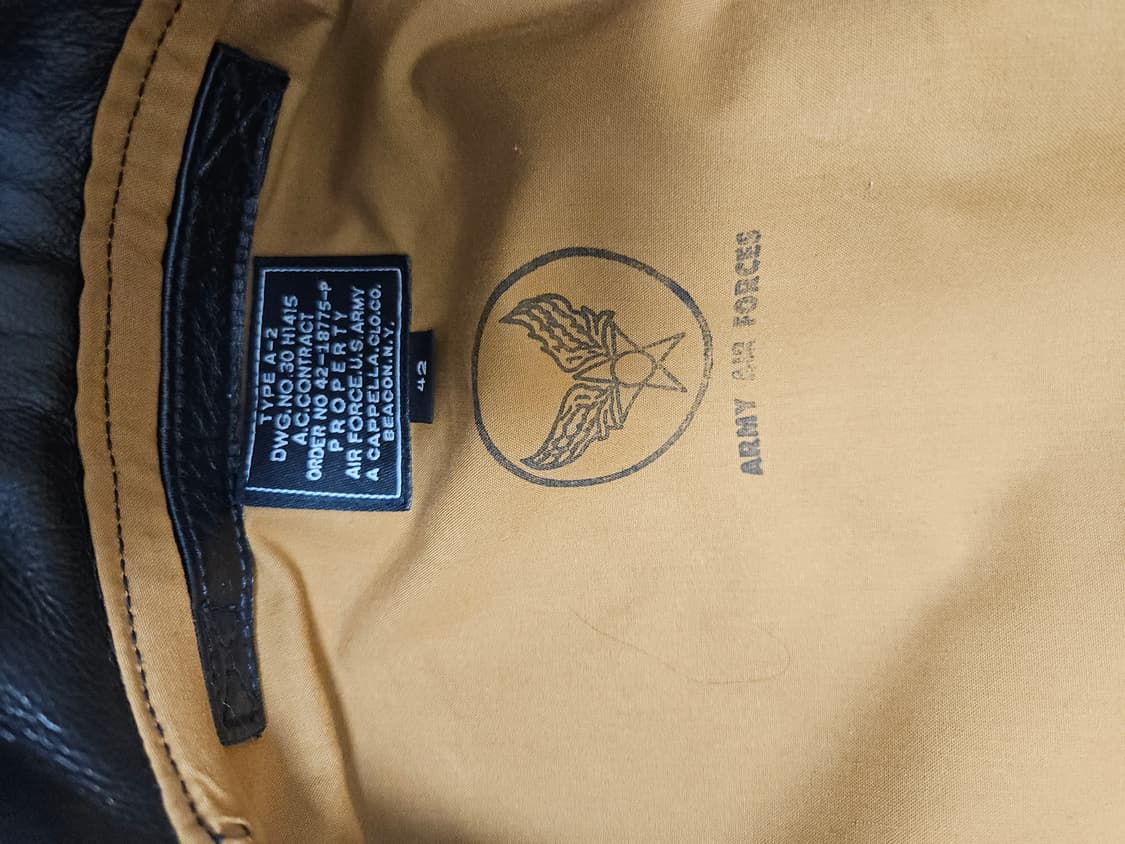 TYPE A-2
DWG.NO.30 H1415
A.C.CONTRACT
ORDER NO 42-18775-P
PROPERTY
AIR FORCE.U.S.ARMY
A CAPPELLA.CLO.CO.
BEACON.N.Y.
42
ARMY AIR FORCES